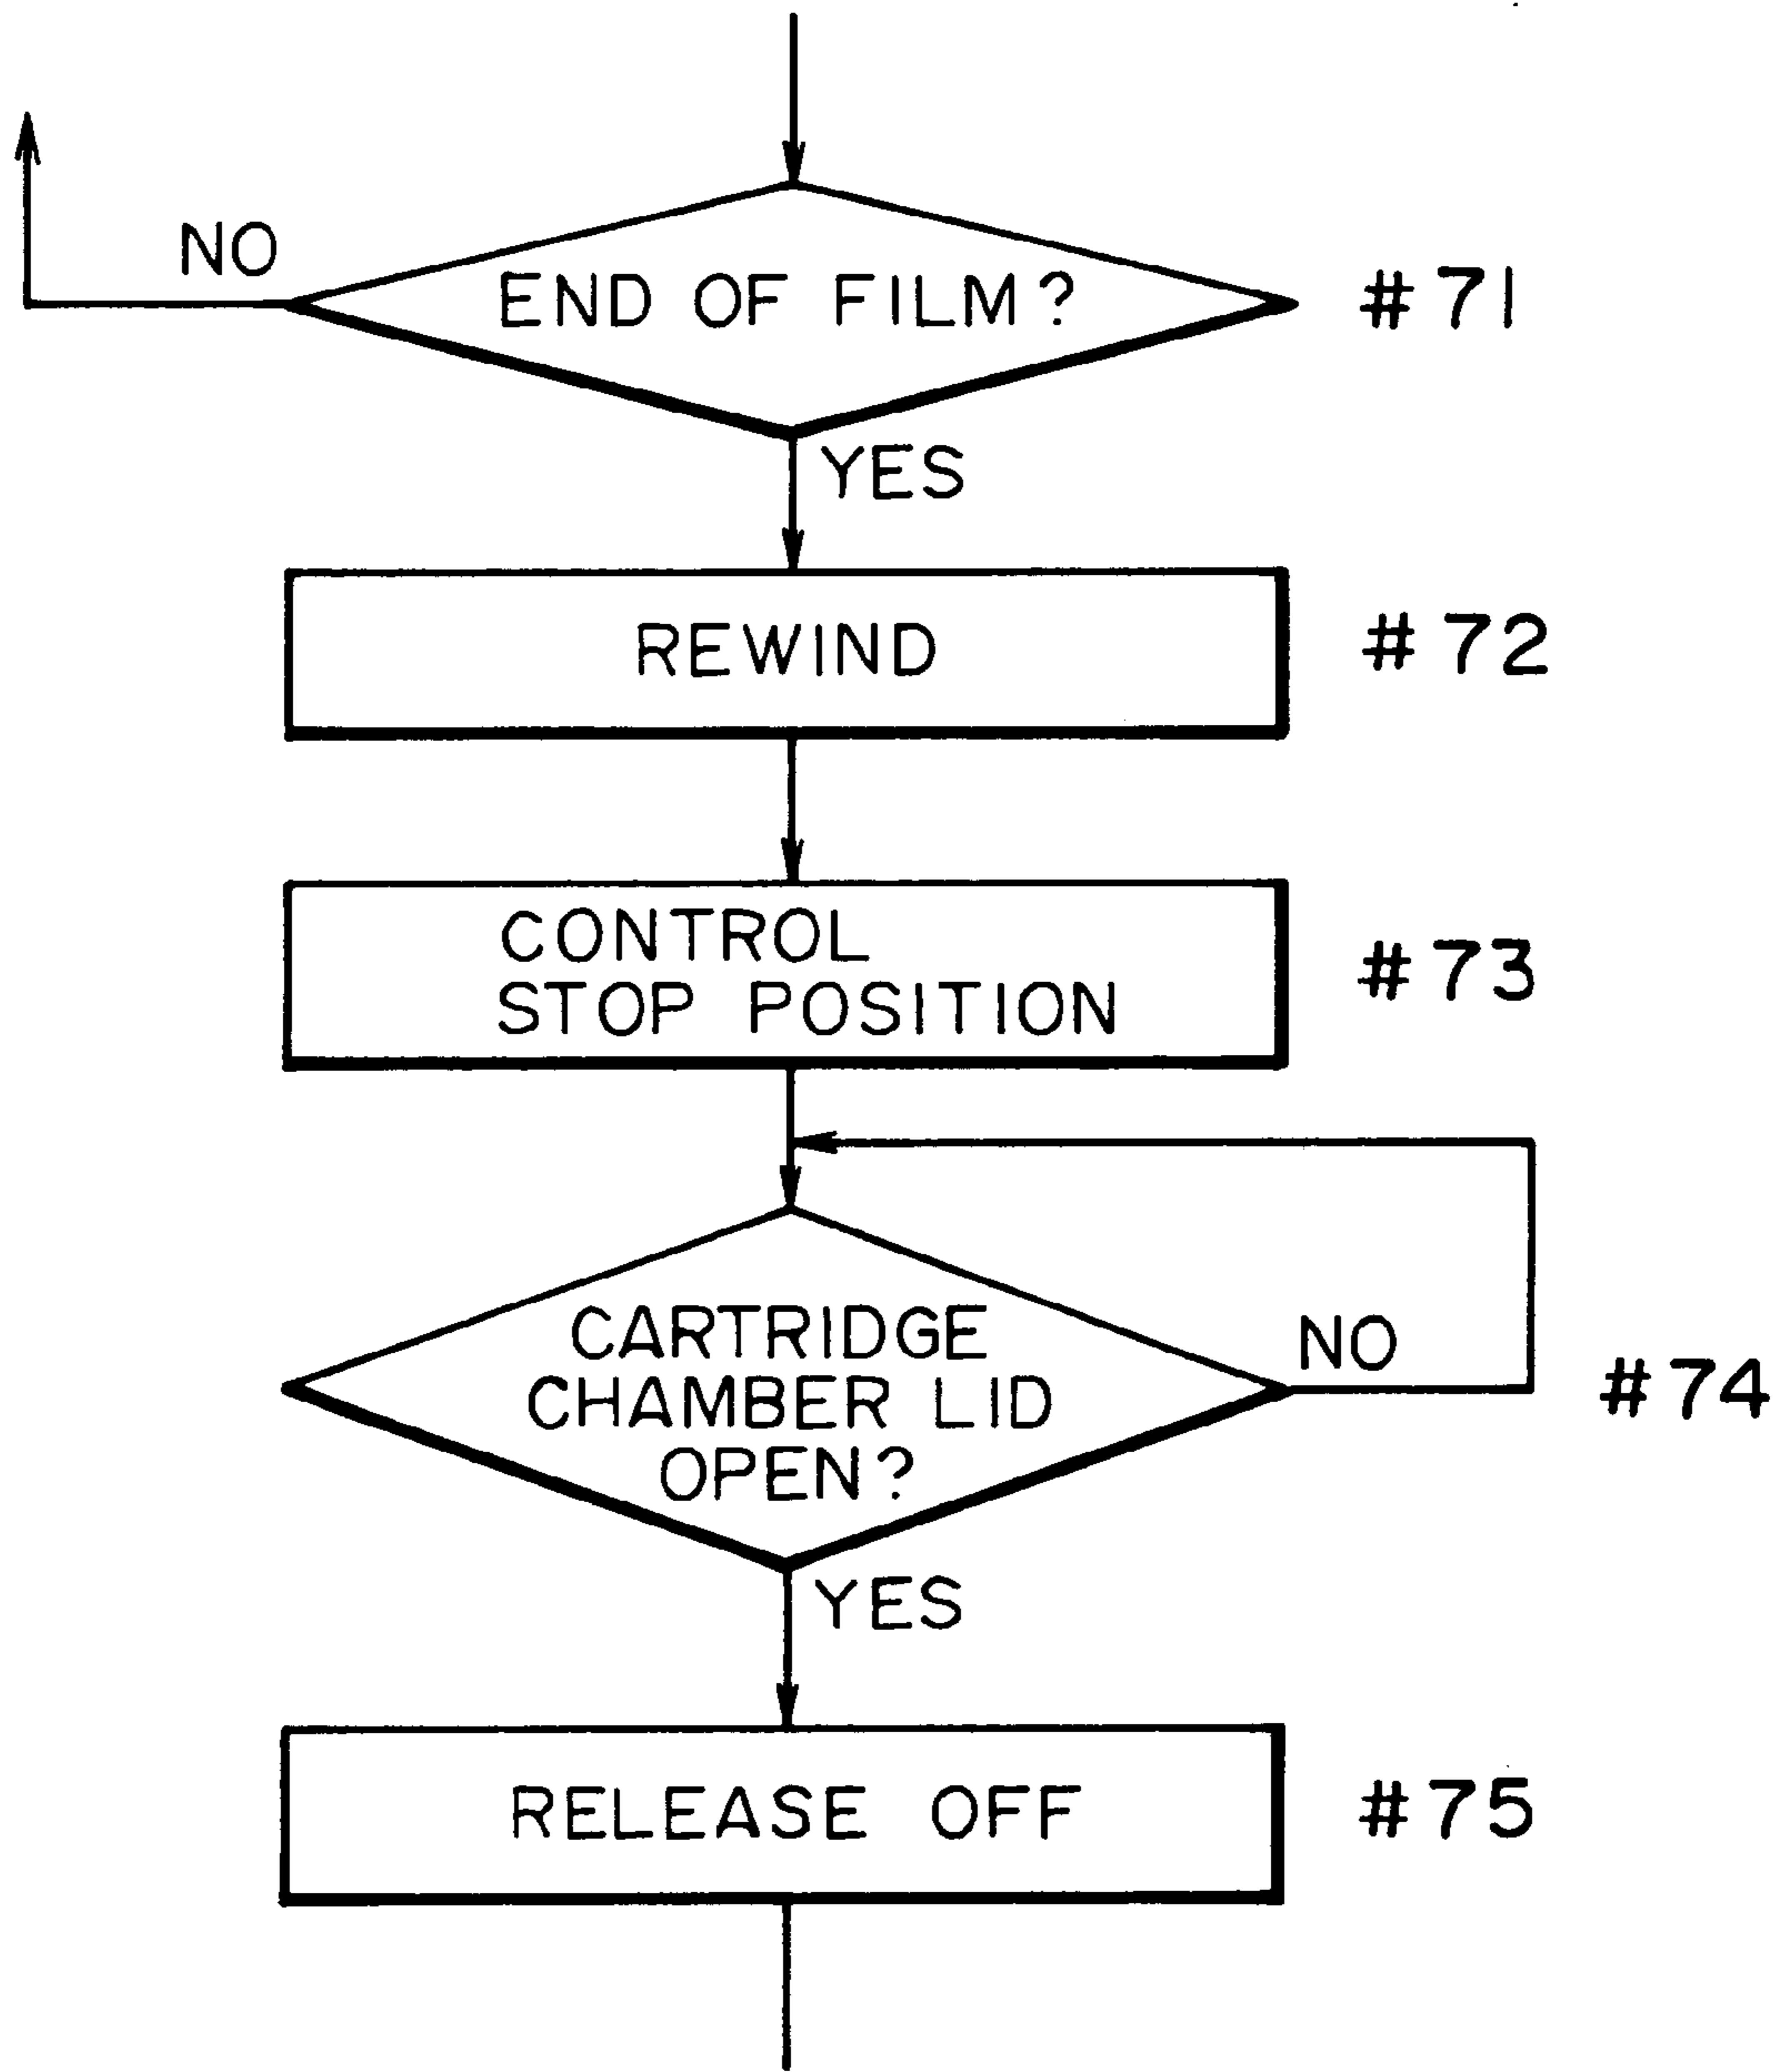 NO
END OF FILM?
#71
YES
REWIND
#72
CONTROL
STOP POSITION
#73
CARTRIDGE
CHAMBER LID
OPEN?
NO
#74
YES
RELEASE OFF
#75